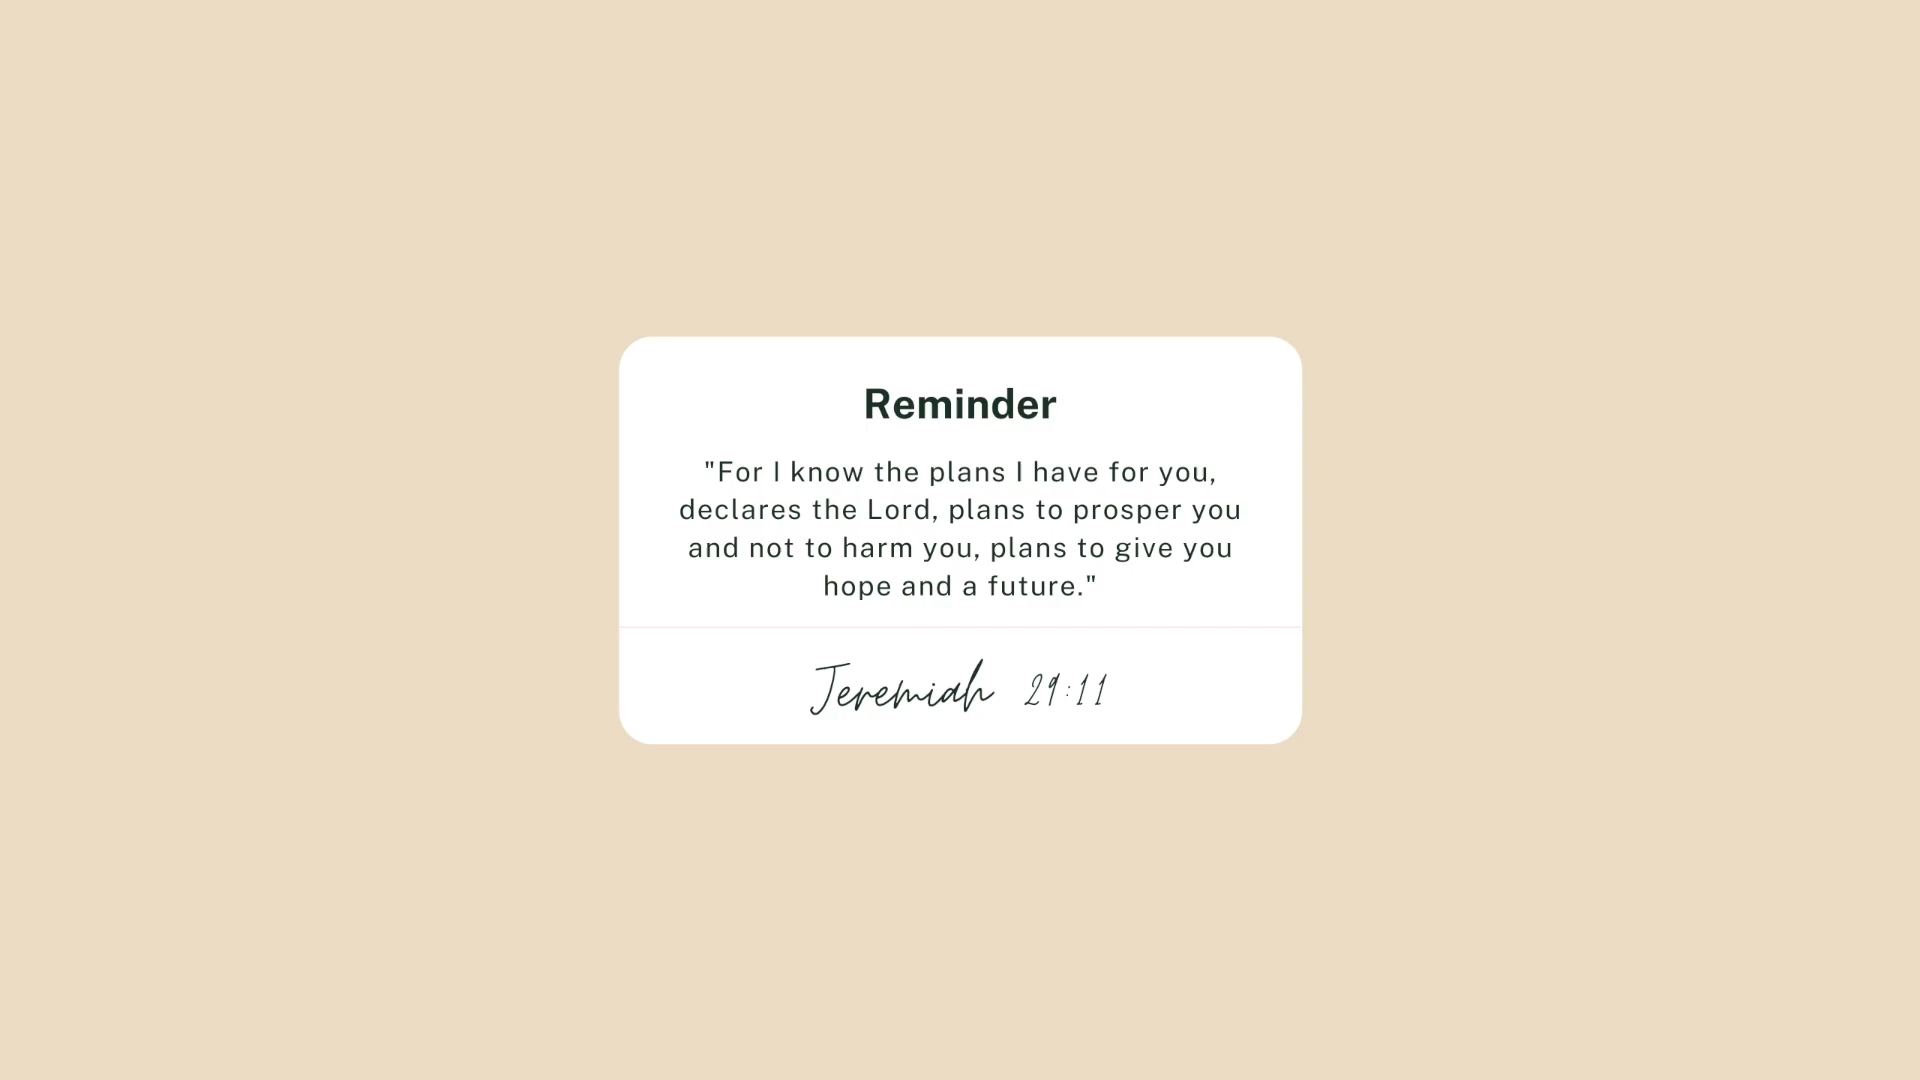 Reminder
"For I know the plans I have for you,
declares the Lord, plans to prosper you
and not to harm you, plans to give you
hope and a future."
Jeremiah 29:11